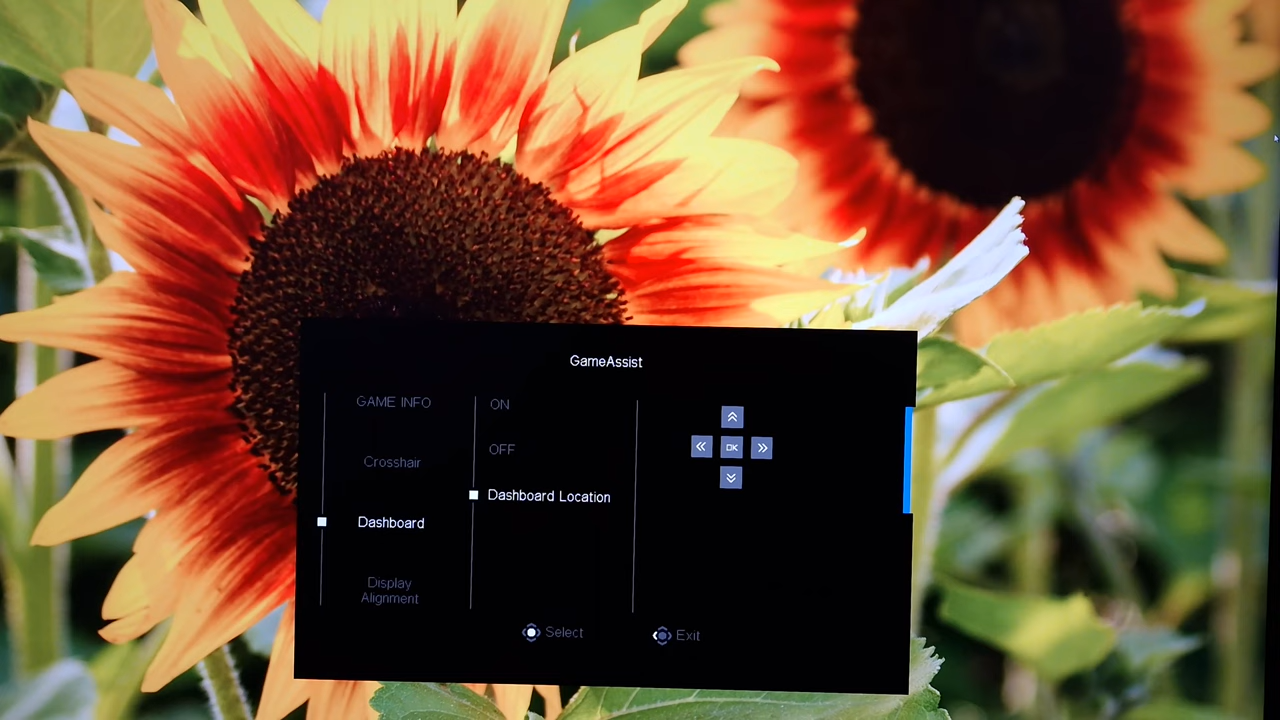 GameAssist
GAME INFO
Crosshair
Dashboard
Display
Alignment
ON
OFF
Dashboard Location
OK
Select
Exit